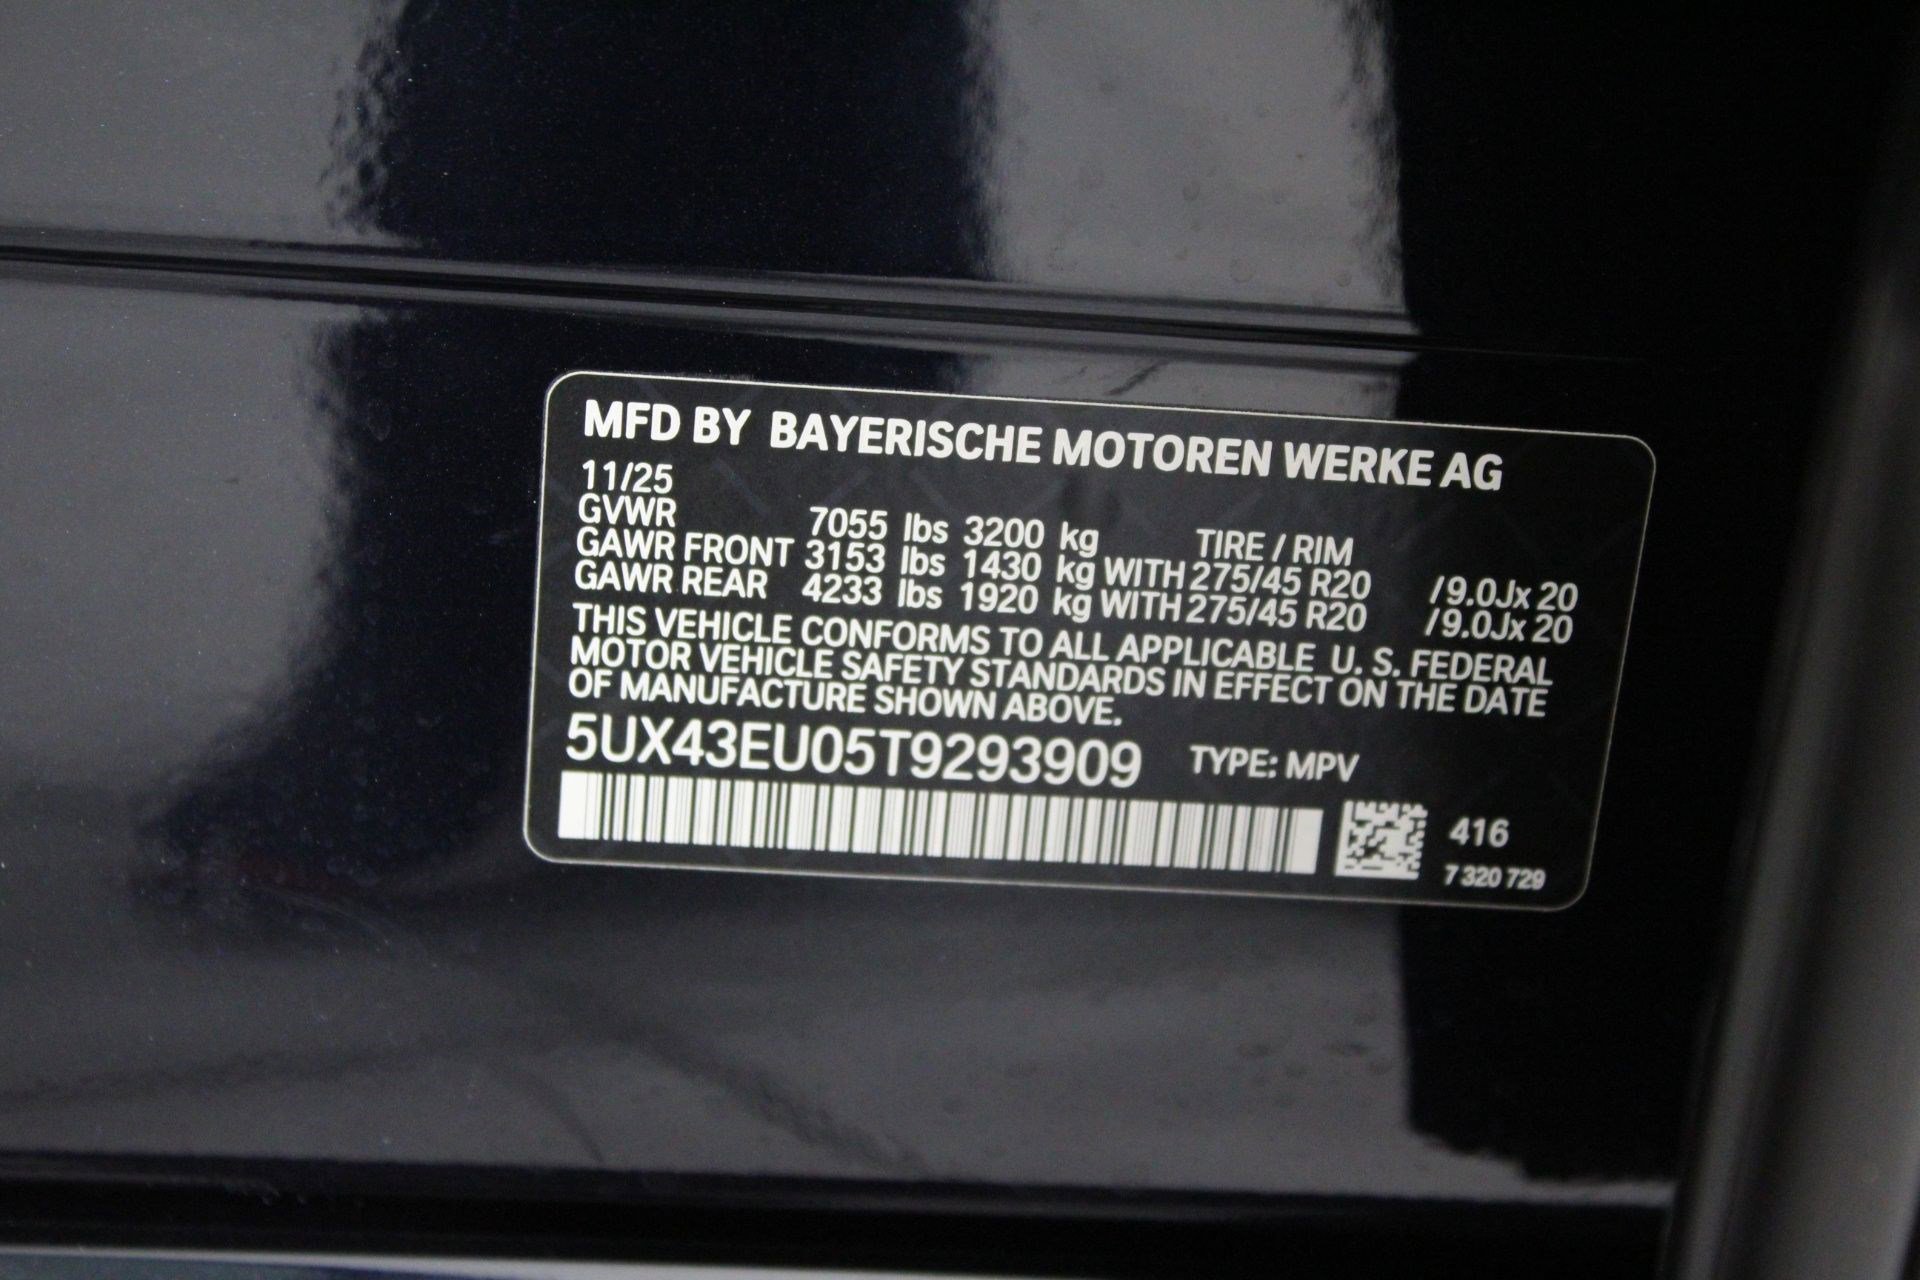 MFD BY BAYERISCHE MOTOREN WERKE AG
11/25
GVWR 7055 lbs 3200 kg TIRE / RIM
GAWR FRONT 3153 lbs 1430 kg WITH 275/45 R20 /9.0Jx 20
GAWR REAR 4233 lbs 1920 kg WITH 275/45 R20 /9.0Jx 20
THIS VEHICLE CONFORMS TO ALL APPLICABLE U. S. FEDERAL
MOTOR VEHICLE SAFETY STANDARDS IN EFFECT ON THE DATE
OF MANUFACTURE SHOWN ABOVE.
5UX43EU05T9293909 TYPE: MPV
416
7 320 729